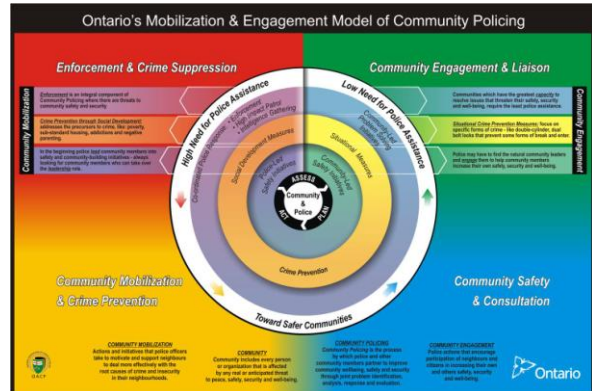 Ontario's Mobilization & Engagement Model of Community Policing
Enforcement & Crime Suppression
Community Engagement & Liaison
Community Mobilization
Enforcement is an integral component of
Community Policing where there are threats to
community safety and security
Crime Prevention through Social Development
addresses the precursors to crime, like: poverty,
sub-standard housing, addictions and negative
parenting.
In the beginning police lead community members into
safety and community-building initiatives - always
looking for community members who can take over
the leadership role.
High Need for Police Assistance
Low Need for Police Assistance
• Enforcement
• High Impact Patrol
• Intelligence Gathering
Social Development Measures
Police-Led
Safety Initiatives
Situational Measures
Community-Led
Safety Initiatives
ASSESS
PLAN
ACT
Community
& Police
Crime Prevention
Toward Safer Communities
Community Engagement
Communities which have the greatest capacity to
resolve issues that threaten their safety, security
and well-being, require the least police assistance.
Situational Crime Prevention Measures: focus on
specific forms of crime - like double-cylinder, dead
bolt locks that prevent some forms of break and enter.
Police may have to find the natural community leaders
and engage them to help community members
increase their own safety, security and well-being.
Community Mobilization
& Crime Prevention
Community Safety
& Consultation
COMMUNITY MOBILIZATION
Actions and initiatives that police officers
take to motivate and support neighbours
to deal more effectively with the
root causes of crime and insecurity
in their neighbourhoods.
COMMUNITY
Community includes every person
or organization that is affected
by any real or anticipated threat
to peace, safety, security and well-being.
COMMUNITY POLICING
Community Policing is the process
by which police and other
community members partner to improve
community wellbeing, safety and security
through joint problem identification,
analysis, response and evaluation.
COMMUNITY ENGAGEMENT
Police actions that encourage
participation of neighbours and
citizens in increasing their own
and others safety, security
and well-being.
OACP
Ontario